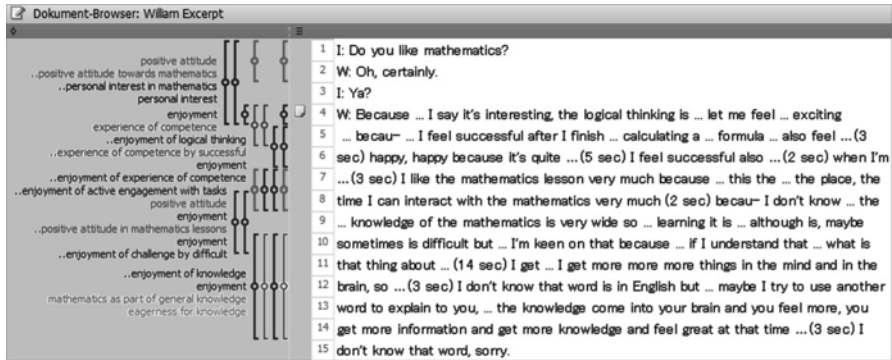 Dokument-Browser: William Excerpt
positive attitude
..positive attitude towards mathematics
..personal interest in mathematics
personal interest
enjoyment
experience of competence
..enjoyment of logical thinking
..experience of competence by successful
enjoyment
..enjoyment of experience of competence
..enjoyment of active engagement with tasks
positive attitude
enjoyment
..positive attitude in mathematics lessons
enjoyment
..enjoyment of challenge by difficult
..enjoyment of knowledge
enjoyment
mathematics as part of general knowledge
eagerness for knowledge
1 I: Do you like mathematics?
2 W: Oh, certainly.
3 I: Ya?
4 W: Because ... I say it's interesting, the logical thinking is ... let me feel ... exciting
5 ... becau– ... I feel successful after I finish ... calculating a ... formula ... also feel ...(3
6 sec) happy, happy because it's quite ...(5 sec) I feel successful also ...(2 sec) when I'm
7 ...(3 sec) I like the mathematics lesson very much because ... this the ... the place, the
8 time I can interact with the mathematics very much (2 sec) becau– I don't know ... the
9 ... knowledge of the mathematics is very wide so ... learning it is ... although is, maybe
10 sometimes is difficult but ... I'm keen on that because ... if I understand that ... what is
11 that thing about ... (14 sec) I get ... I get more more more things in the mind and in the
12 brain, so ...(3 sec) I don't know that word is in English but ... maybe I try to use another
13 word to explain to you, ... the knowledge come into your brain and you feel more, you
14 get more information and get more knowledge and feel great at that time ...(3 sec) I
15 don't know that word, sorry.